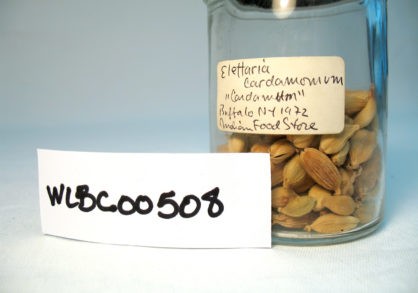 Elettaria
cardamomum
"Cardamom"
Buffalo NY 1972
Indian Food Store
WLBC00508